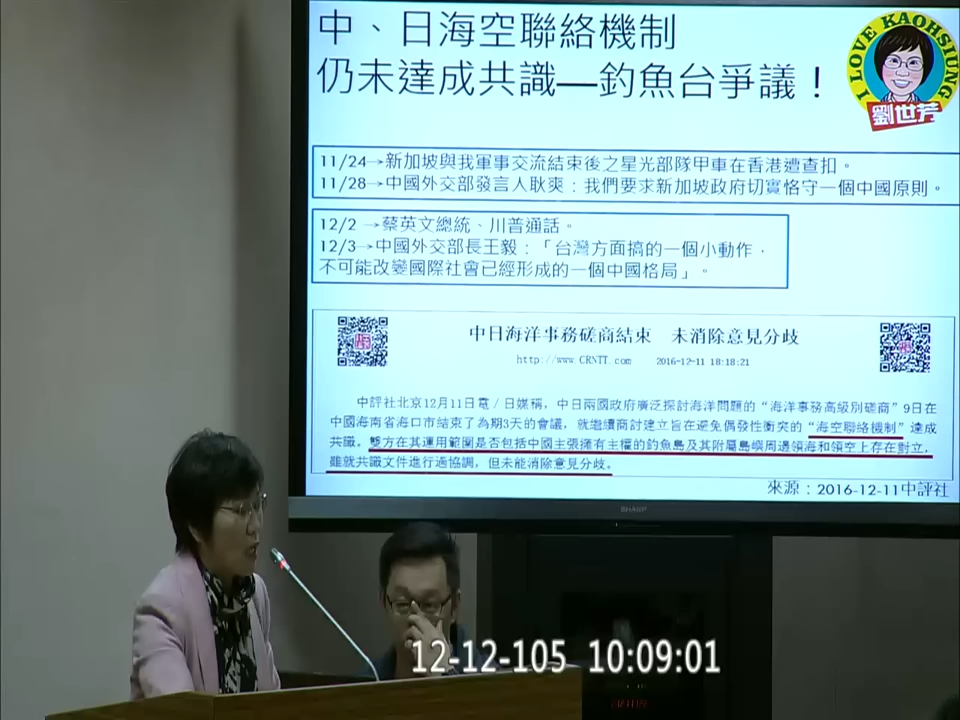 中、日海空聯絡機制
仍未達成共識—釣魚台爭議！
I LOVE KAOHSIUNG
劉世芳
11/24→新加坡與我軍事交流結束後之星光部隊甲車在香港遭查扣。
11/28→中國外交部發言人耿爽：我們要求新加坡政府切實恪守一個中國原則。
12/2 →蔡英文總統、川普通話。
12/3→中國外交部長王毅：「台灣方面搞的一個小動作，
不可能改變國際社會已經形成的一個中國格局」。
中日海洋事務磋商結束　未消除意見分歧
http://www.CRNTT.com 2016-12-11 18:18:21
中評社北京12月11日電／日媒稱，中日兩國政府廣泛探討海洋問題的“海洋事務高級別磋商”9日在
中國海南省海口市結束了為期3天的會議，就繼續商討建立旨在避免偶發性衝突的“海空聯絡機制”達成
共識。雙方在其運用範圍是否包括中國主張擁有主權的釣魚島及其附屬島嶼周邊領海和領空上存在對立，
雖就共識文件進行過協調，但未能消除意見分歧。
來源：2016-12-11中評社
SHARP
12-12-105 10:09:01